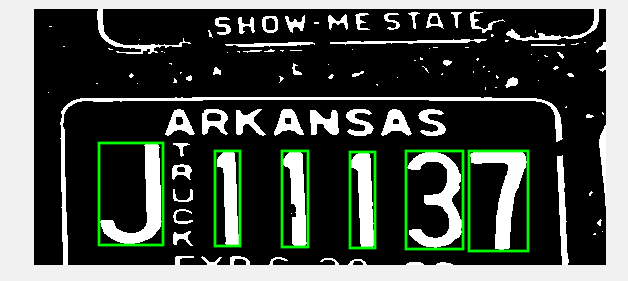 SHOW-ME STATE
ARKANSAS
J TRUCK 11137